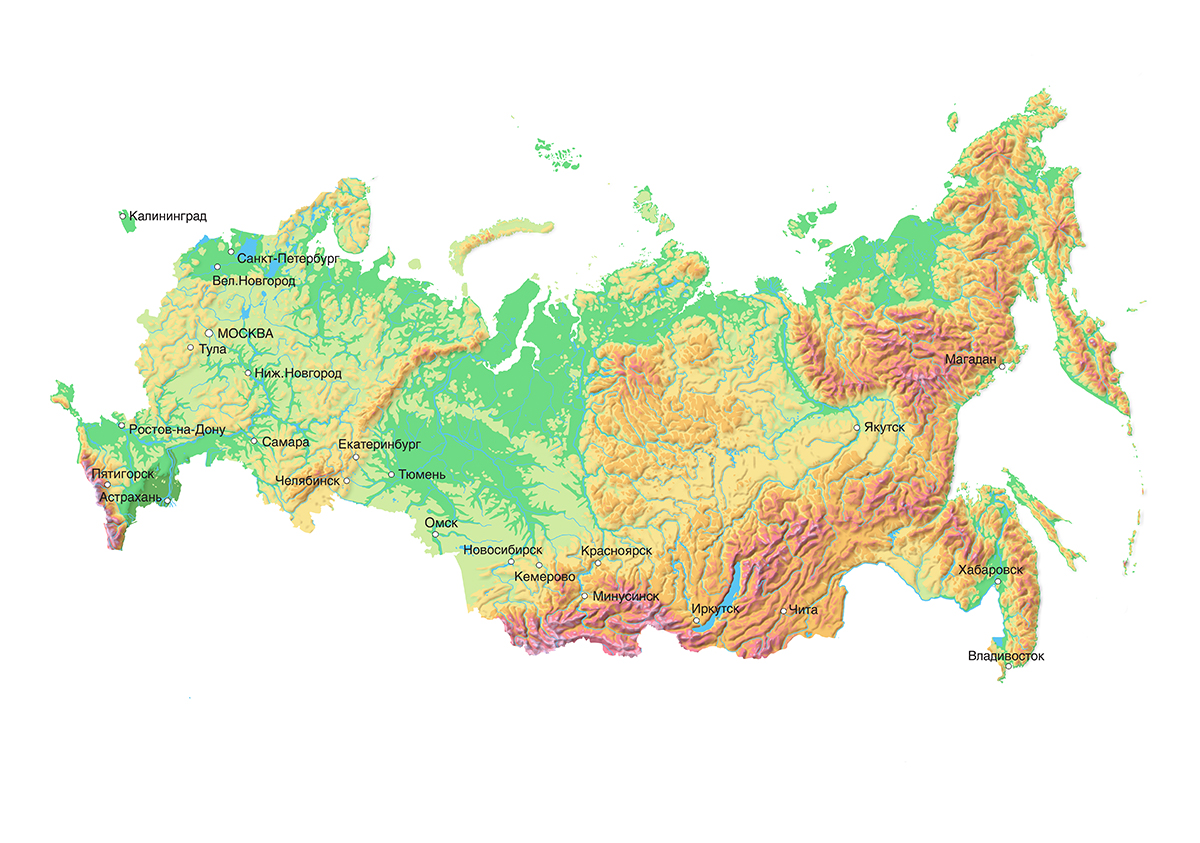 Калининград
Санкт-Петербург
Вел.Новгород
МОСКВА
Тула
Магадан
Ниж.Новгород
Ростов-на-Дону
Якутск
Самара
Екатеринбург
Пятигорск
Тюмень
Челябинск
Астрахань
Омск
Новосибирск
Красноярск
Хабаровск
Кемерово
Минусинск
Иркутск
Чита
Владивосток